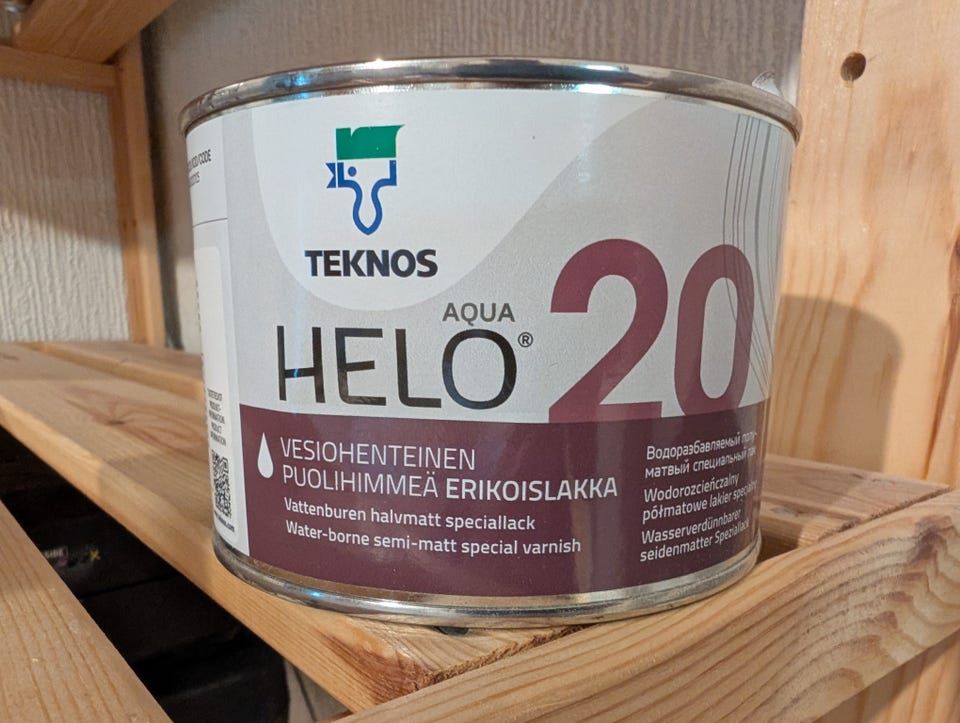 TEKNOS
AQUA
HELO®
20
VESIOHENTEINEN
PUOLIHIMMEÄ ERIKOISLAKKA
Vattenburen halvmatt speciallack
Water-borne semi-matt special varnish
Водоразбавляемый полу-
матвый специальный лак
Wodorozcieńczalny
półmatowe lakier specjalny
Wasserverdünnbarer
seidenmatter